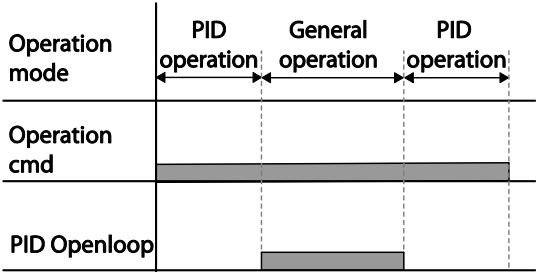 Operation
mode
PID
operation
General
operation
PID
operation
Operation
cmd
PID Openloop